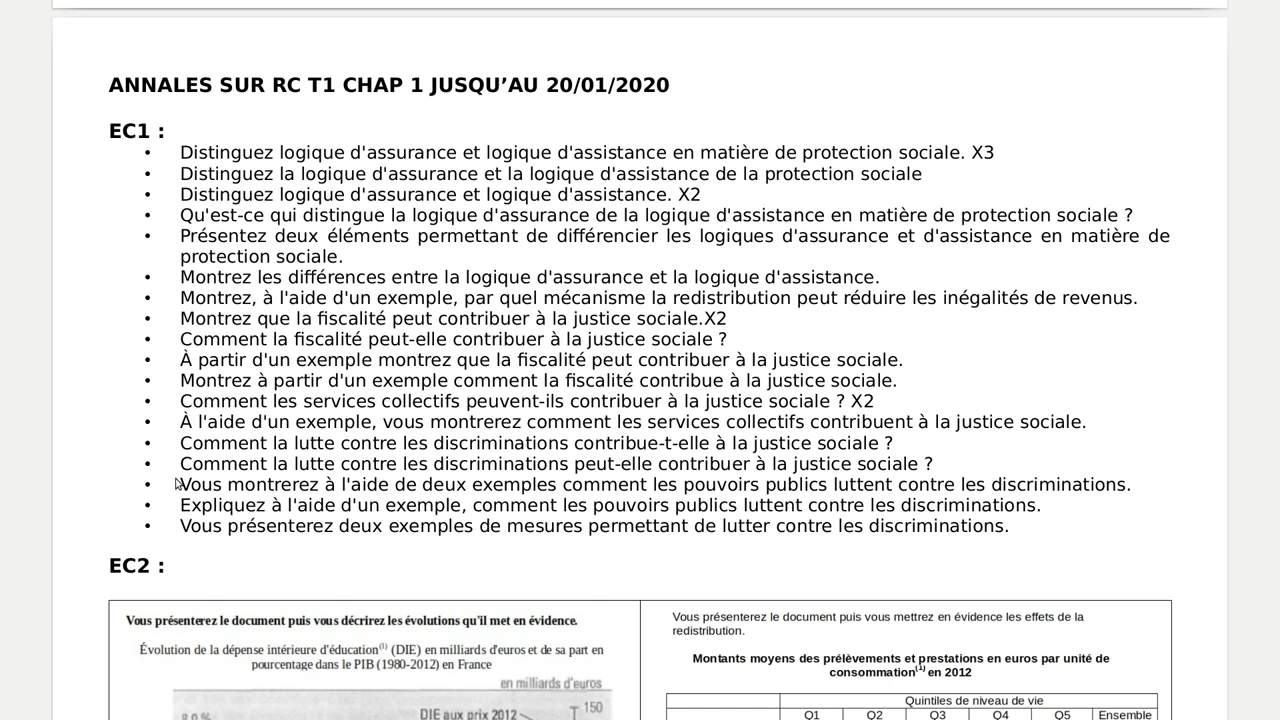 ANNALES SUR RC T1 CHAP 1 JUSQU’AU 20/01/2020
EC1 :
• Distinguez logique d'assurance et logique d'assistance en matière de protection sociale. X3
• Distinguez la logique d'assurance et la logique d'assistance de la protection sociale
• Distinguez logique d'assurance et logique d'assistance. X2
• Qu'est-ce qui distingue la logique d'assurance de la logique d'assistance en matière de protection sociale ?
• Présentez deux éléments permettant de différencier les logiques d'assurance et d'assistance en matière de
protection sociale.
• Montrez les différences entre la logique d'assurance et la logique d'assistance.
• Montrez, à l'aide d'un exemple, par quel mécanisme la redistribution peut réduire les inégalités de revenus.
• Montrez que la fiscalité peut contribuer à la justice sociale.X2
• Comment la fiscalité peut-elle contribuer à la justice sociale ?
• À partir d'un exemple montrez que la fiscalité peut contribuer à la justice sociale.
• Montrez à partir d'un exemple comment la fiscalité contribue à la justice sociale.
• Comment les services collectifs peuvent-ils contribuer à la justice sociale ? X2
• À l'aide d'un exemple, vous montrerez comment les services collectifs contribuent à la justice sociale.
• Comment la lutte contre les discriminations contribue-t-elle à la justice sociale ?
• Comment la lutte contre les discriminations peut-elle contribuer à la justice sociale ?
• Vous montrerez à l'aide de deux exemples comment les pouvoirs publics luttent contre les discriminations.
• Expliquez à l'aide d'un exemple, comment les pouvoirs publics luttent contre les discriminations.
• Vous présenterez deux exemples de mesures permettant de lutter contre les discriminations.
EC2 :
Vous présenterez le document puis vous décrirez les évolutions qu'il met en évidence.
Évolution de la dépense intérieure d'éducation(1) (DIE) en milliards d'euros et de sa part en
pourcentage dans le PIB (1980-2012) en France
en milliards d'euros
8,0 % DIE aux prix 2012 150
Vous présenterez le document puis vous mettrez en évidence les effets de la
redistribution.
Montants moyens des prélèvements et prestations en euros par unité de
consommation(1) en 2012
Quintiles de niveau de vie
Q1 Q2 Q3 Q4 Q5 Ensemble